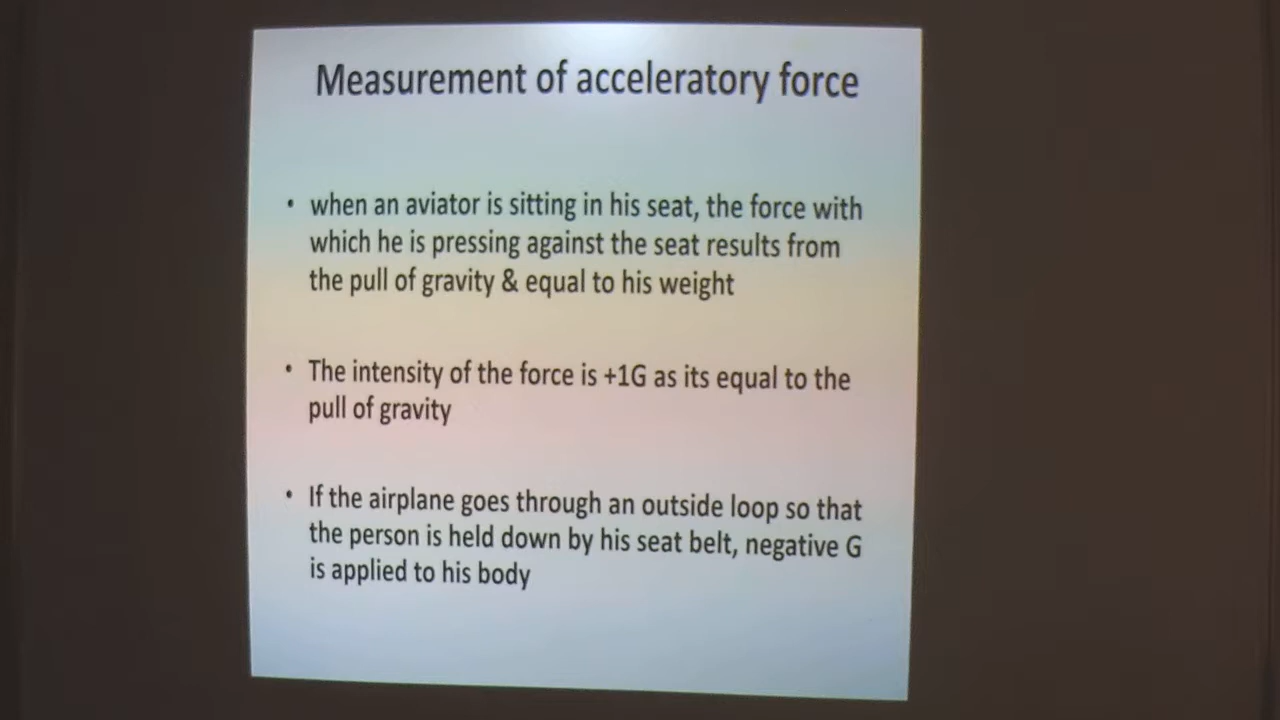 Measurement of acceleratory force
• when an aviator is sitting in his seat, the force with
which he is pressing against the seat results from
the pull of gravity & equal to his weight
• The intensity of the force is +1G as its equal to the
pull of gravity
• If the airplane goes through an outside loop so that
the person is held down by his seat belt, negative G
is applied to his body